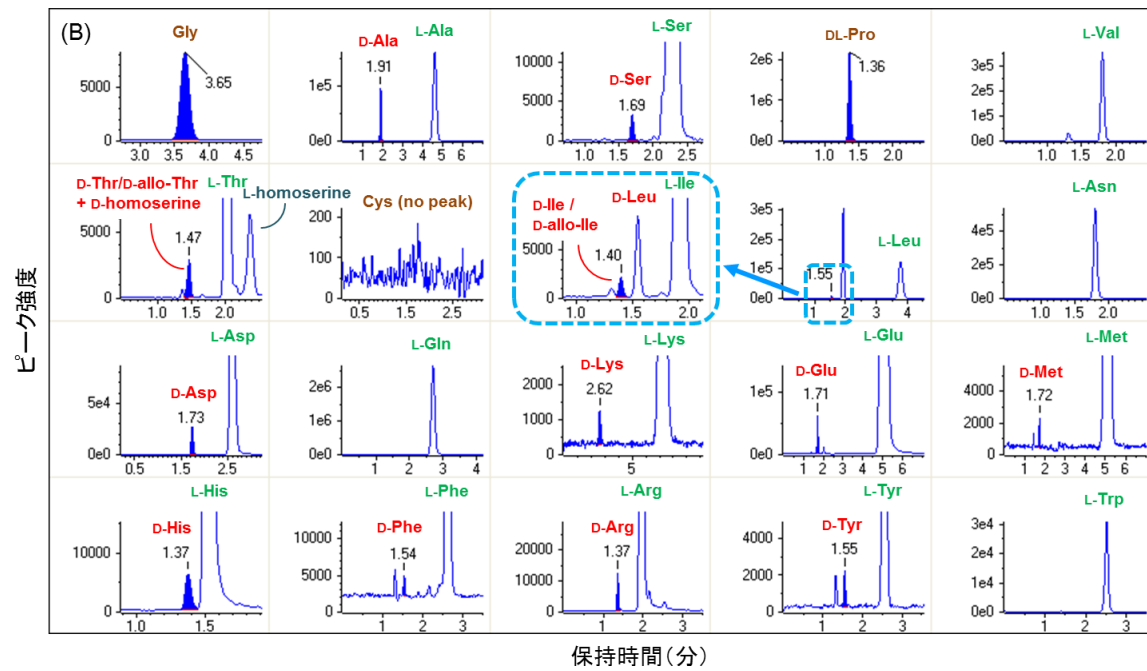 (B)
Gly
3.65
5000
0
3.0 3.5 4.0 4.5
L-Ala
D-Ala
1.91
1e5
0e0
1 2 3 4 5 6
L-Ser
D-Ser
1.69
10000
5000
0
1.0 1.5 2.0 2.5
DL-Pro
1.36
2e6
1e6
0e0
1.0 1.5 2.0
L-Val
3e5
2e5
1e5
0e0
1.0 1.5 2.0
L-Thr
D-Thr/D-allo-Thr
+ D-homoserine
L-homoserine
1.47
5000
0
1.0 1.5 2.0
Cys (no peak)
200
100
0
1.0 1.5 2.0 2.5
L-Ile
D-Ile /
D-allo-Ile
D-Leu
1.40
5000
0
1.0 1.5 2.0
L-Leu
1.55
3e5
2e5
1e5
0e0
1 2 3 4
L-Asn
5e4
0e0
1.0 1.5 2.0
L-Asp
D-Asp
1.73
5e4
0e0
0.5 1.5 2.5
L-Gln
2e6
1e6
0e0
1 2 3 4
L-Lys
D-Lys
2.62
2000
1000
0
5
L-Glu
D-Glu
1.71
1e5
0e0
1 2 3 4 5 6
L-Met
D-Met
1.72
4000
2000
0
1 2 3 4 5 6
L-His
D-His
1.37
10000
0
1.0 1.5
L-Phe
D-Phe
1.54
10000
5000
0
1 2 3
L-Arg
D-Arg
1.37
10000
0
1 2 3
L-Tyr
D-Tyr
1.55
4000
2000
0
1 2 3
L-Trp
3e4
2e4
1e4
0e0
1 2 3
ピーク強度
保持時間(分)